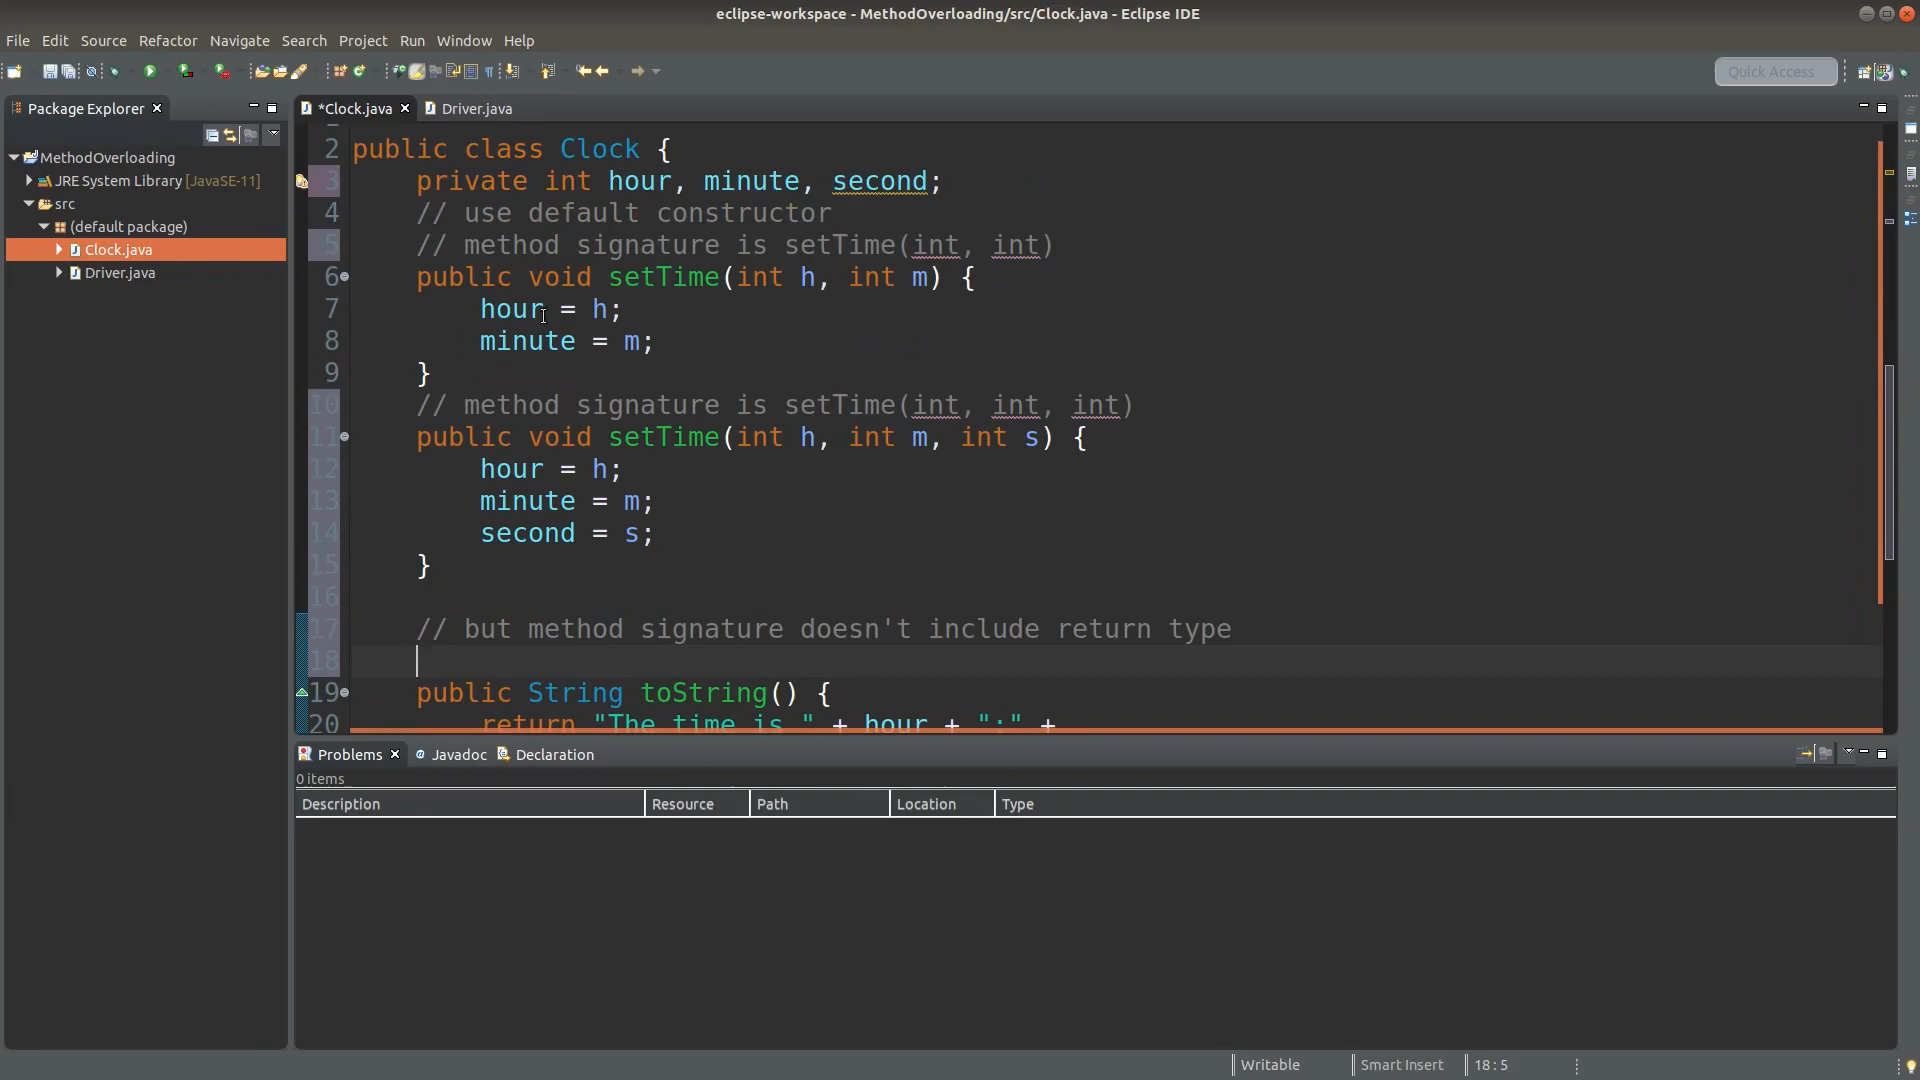 eclipse-workspace - MethodOverloading/src/Clock.java - Eclipse IDE
File Edit Source Refactor Navigate Search Project Run Window Help
Quick Access
Package Explorer
*Clock.java Driver.java
MethodOverloading
JRE System Library [JavaSE-11]
src
(default package)
Clock.java
Driver.java
2 public class Clock {
3 private int hour, minute, second;
4 // use default constructor
5 // method signature is setTime(int, int)
6 public void setTime(int h, int m) {
7 hour = h;
8 minute = m;
9 }
10 // method signature is setTime(int, int, int)
11 public void setTime(int h, int m, int s) {
12 hour = h;
13 minute = m;
14 second = s;
15 }
16
17 // but method signature doesn't include return type
18
19 public String toString() {
20 return "The time is " + hour + ":" +
Problems Javadoc Declaration
0 items
Description Resource Path Location Type
Writable Smart Insert 18 : 5